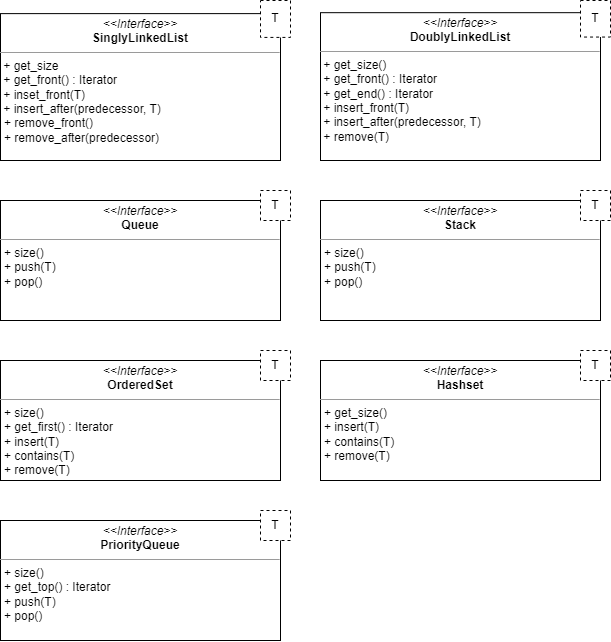 T
<<Interface>>
SinglyLinkedList
+ get_size
+ get_front() : Iterator
+ inset_front(T)
+ insert_after(predecessor, T)
+ remove_front()
+ remove_after(predecessor)
T
<<Interface>>
DoublyLinkedList
+ get_size()
+ get_front() : Iterator
+ get_end() : Iterator
+ insert_front(T)
+ insert_after(predecessor, T)
+ remove(T)
T
<<Interface>>
Queue
+ size()
+ push(T)
+ pop()
T
<<Interface>>
Stack
+ size()
+ push(T)
+ pop()
T
<<Interface>>
OrderedSet
+ size()
+ get_first() : Iterator
+ insert(T)
+ contains(T)
+ remove(T)
T
<<Interface>>
Hashset
+ get_size()
+ insert(T)
+ contains(T)
+ remove(T)
T
<<Interface>>
PriorityQueue
+ size()
+ get_top() : Iterator
+ push(T)
+ pop()